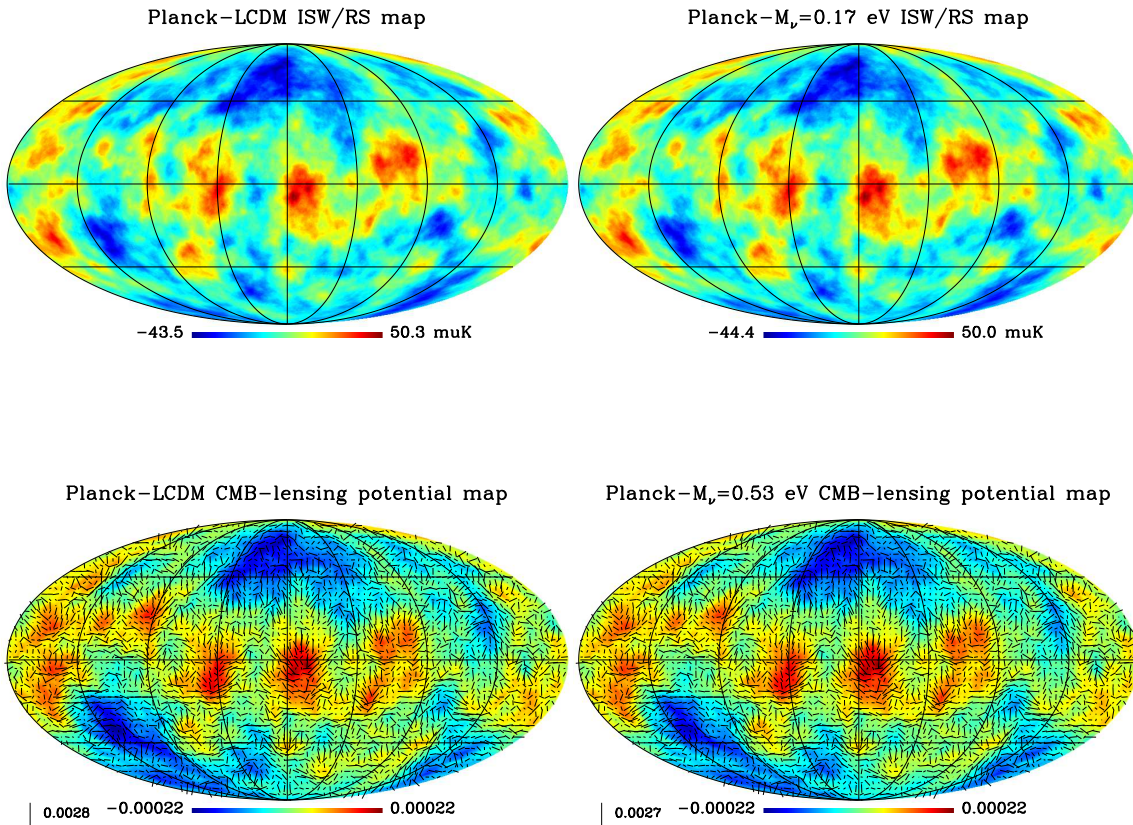 Planck-LCDM ISW/RS map
Planck-Mν=0.17 eV ISW/RS map
-43.5 50.3 muK
-44.4 50.0 muK
Planck-LCDM CMB-lensing potential map
Planck-Mν=0.53 eV CMB-lensing potential map
0.0028 -0.00022 0.00022
0.0027 -0.00022 0.00022